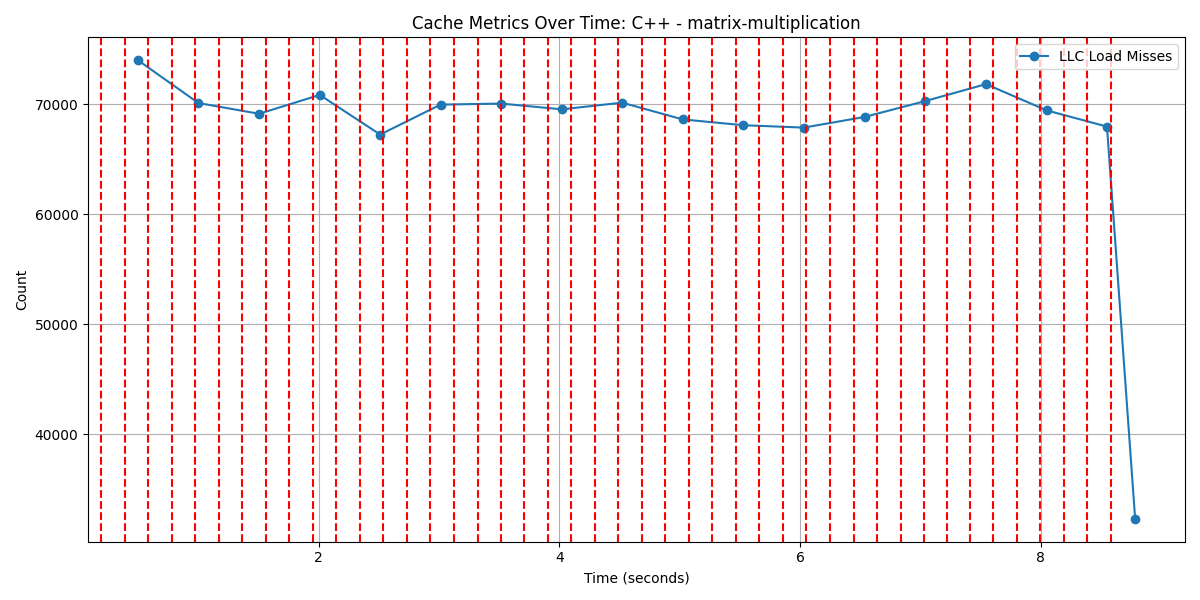 Cache Metrics Over Time: C++ - matrix-multiplication
LLC Load Misses
70000
60000
50000
40000
Count
2
4
6
8
Time (seconds)